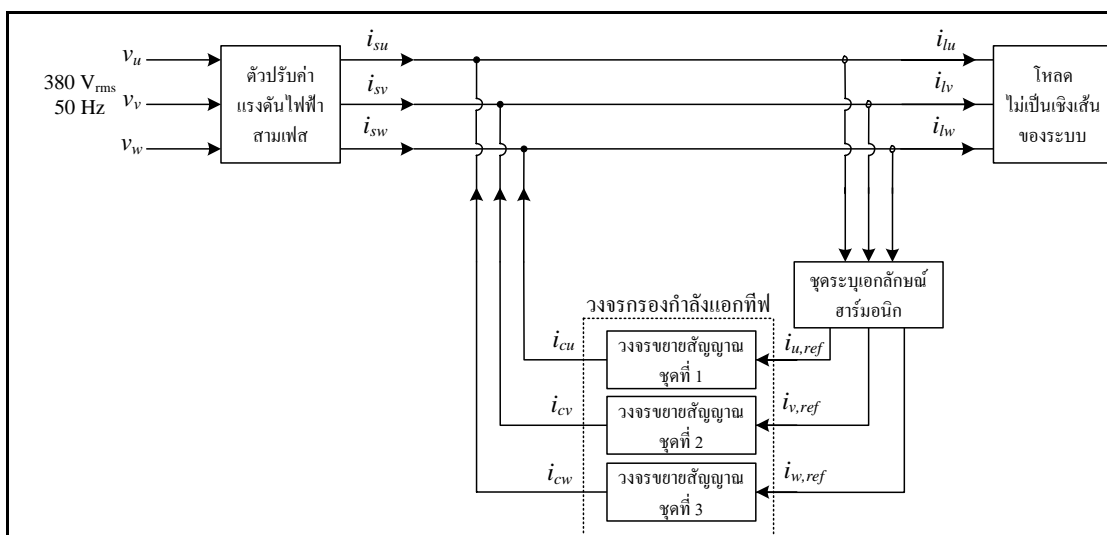 v_u
380 V_rms
50 Hz
v_v
v_w
ตัวปรับค่า
แรงดันไฟฟ้า
สามเฟส
i_su
i_sv
i_sw
i_lu
i_lv
i_lw
โหลด
ไม่เป็นเชิงเส้น
ของระบบ
ชุดระบุเอกลักษณ์
ฮาร์มอนิก
วงจรกรองกำลังแอกทีฟ
i_cu
วงจรขยายสัญญาณ
ชุดที่ 1
i_u,ref
i_cv
วงจรขยายสัญญาณ
ชุดที่ 2
i_v,ref
i_cw
วงจรขยายสัญญาณ
ชุดที่ 3
i_w,ref